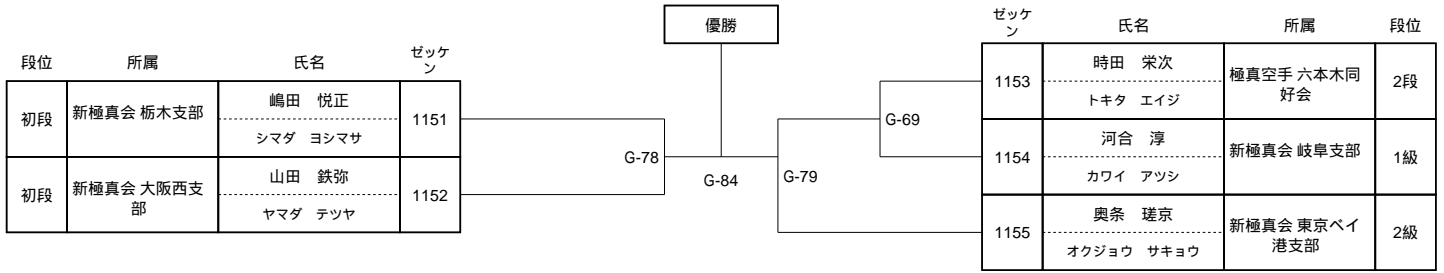 優勝
段位 所属 氏名 ゼッケ
ン
初段 新極真会 栃木支部 嶋田 悦正 1151
シマダ ヨシマサ
初段 新極真会 大阪西支
部 山田 鉄弥 1152
ヤマダ テツヤ
G-78
G-84
G-79
G-69
ゼッケ
ン 氏名 所属 段位
1153 時田 栄次 極真空手 六本木同
好会 2段
トキタ エイジ
1154 河合 淳 新極真会 岐阜支部 1級
カワイ アツシ
1155 奥条 瑳京 新極真会 東京ベイ
港支部 2級
オクジョウ サキョウ